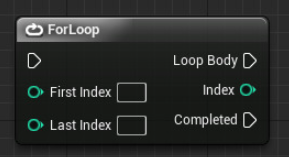 ForLoop
Loop Body
First Index
Index
Last Index
Completed